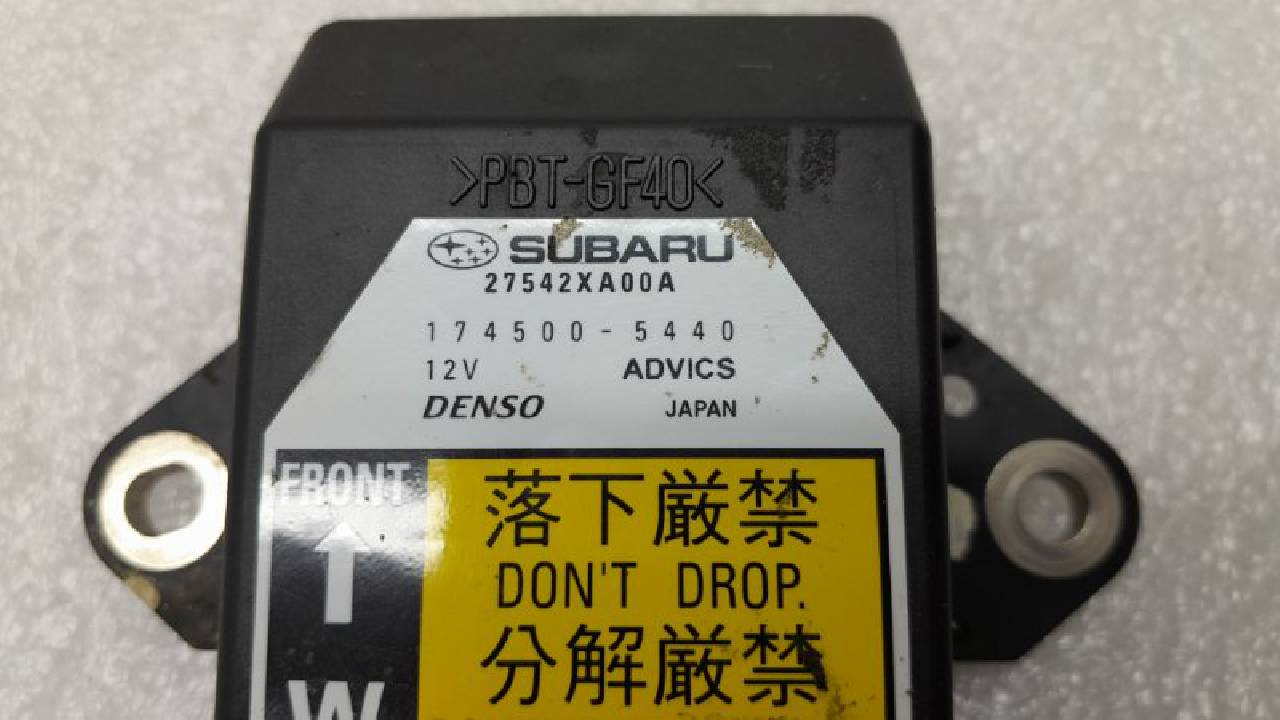 >PBT-GF40<
SUBARU
27542XA00A
174500-5440
12V ADVICS
DENSO JAPAN
FRONT
落下厳禁
DON'T DROP.
分解厳禁
W